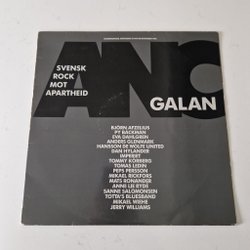 ANC
SVENSK
ROCK
MOT
APARTHEID
GALAN
BJÖRN AFZELIUS
PY BÄCKMAN
EVA DAHLGREN
ANDERS GLENMARK
HANSSON DE WOLFE UNITED
DAN HYLANDER
IMPERIET
TOMMY KÖRBERG
TOMAS LEDIN
PEPS PERSSON
MIKAEL RICKFORS
MATS RONANDER
ANNE LIE RYDE
SANNE SALOMONSEN
TOTTA'S BLUESBAND
MIKAEL WIEHE
JERRY WILLIAMS